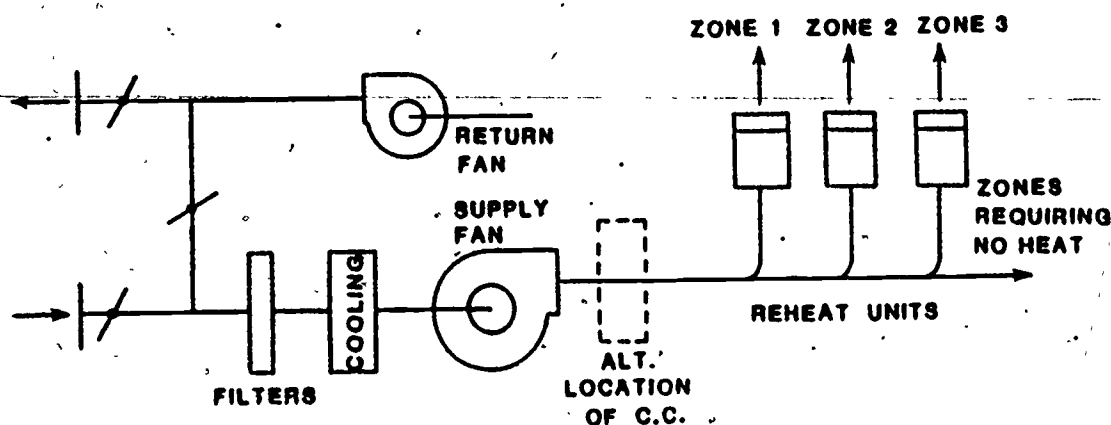 ZONE 1 ZONE 2 ZONE 3
RETURN
FAN
SUPPLY
FAN
ZONES
REQUIRING
NO HEAT
COOLING
REHEAT UNITS
FILTERS
ALT.
LOCATION
OF C.C.